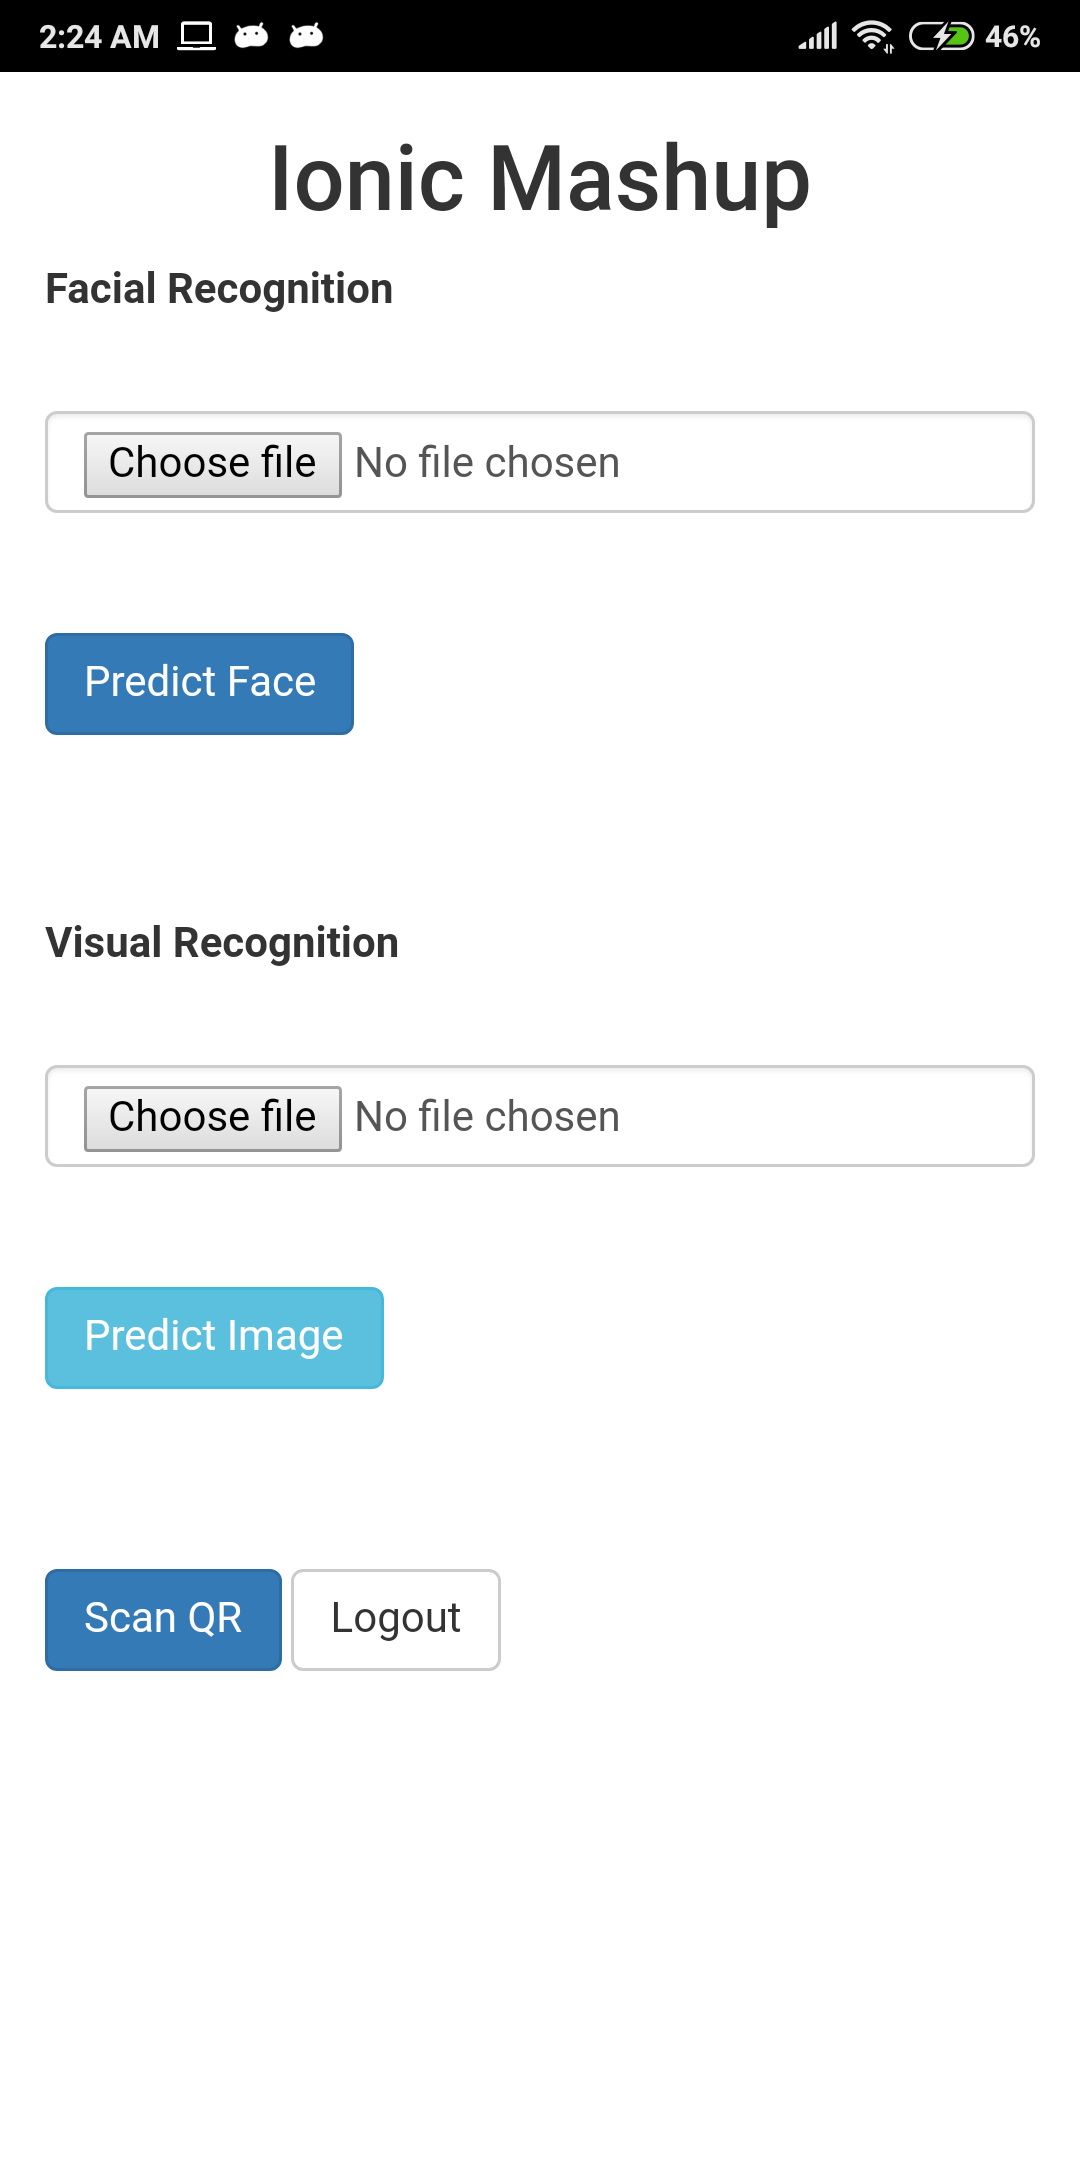 2:24 AM 46%
Ionic Mashup
Facial Recognition
Choose file No file chosen
Predict Face
Visual Recognition
Choose file No file chosen
Predict Image
Scan QR Logout